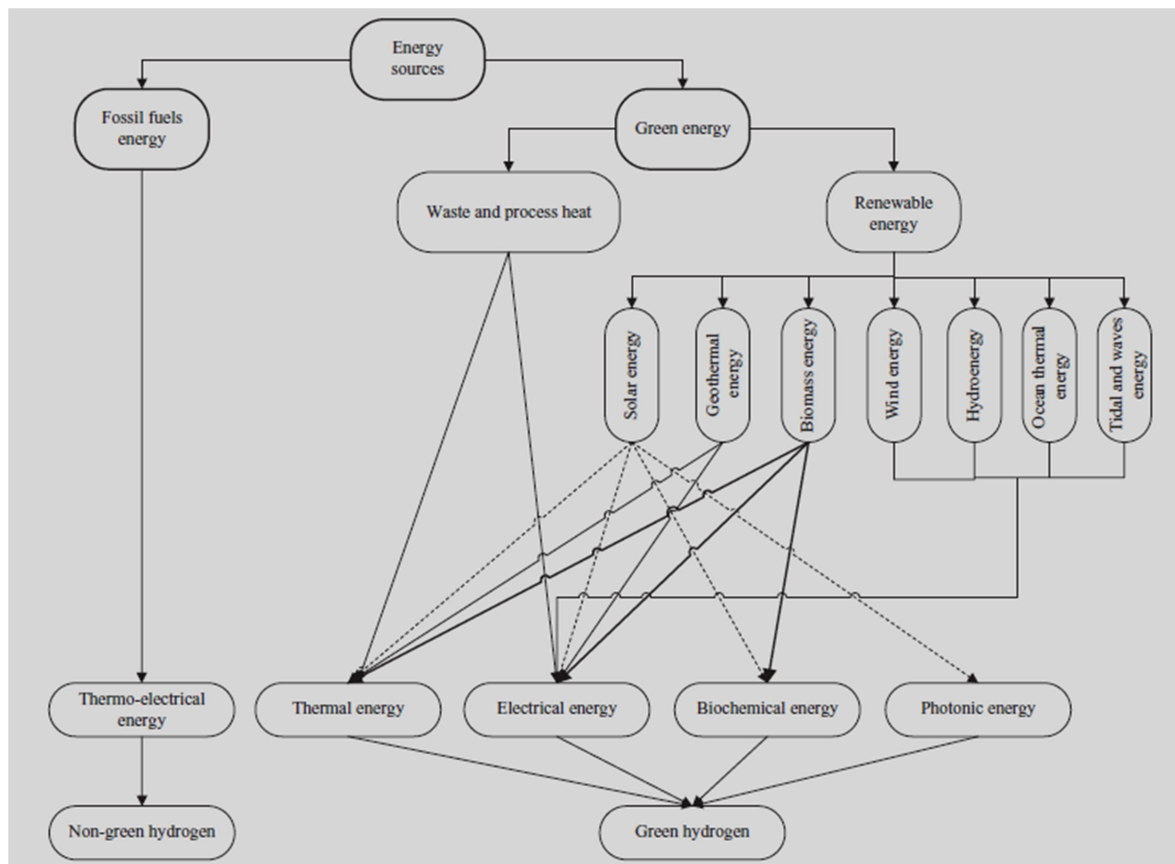 Energy
sources
Fossil fuels
energy
Green energy
Waste and process heat
Renewable
energy
Solar energy
Geothermal
energy
Biomass energy
Wind energy
Hydroenergy
Ocean thermal
energy
Tidal and waves
energy
Thermo-electrical
energy
Thermal energy
Electrical energy
Biochemical energy
Photonic energy
Non-green hydrogen
Green hydrogen